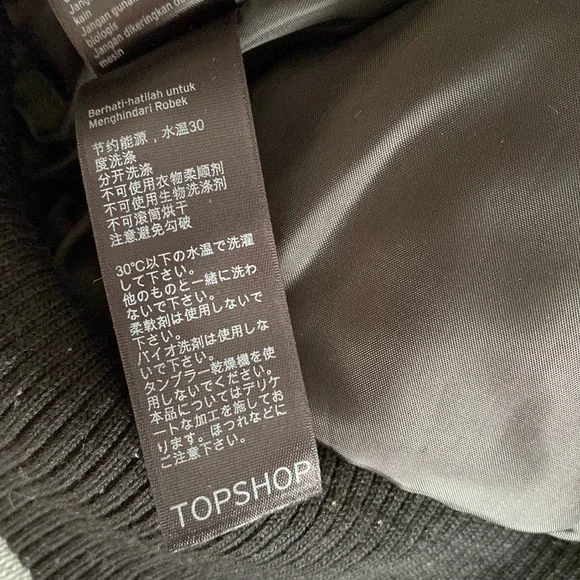 Jangan
kain
Jangan
biologis
Jangan dikeringkan
mesin
Berhati-hatilah untuk
Menghindari Robek
节约能源，水温30
度洗涤
分开洗涤
不可使用衣物柔顺剂
不可使用生物洗涤剂
不可滚筒烘干
注意避免勾破
30℃以下の水温で洗濯
して下さい。
他のものと一緒に洗わ
ないで下さい。
柔軟剤は使用しないで
下さい。
バイオ洗剤は使用しな
いで下さい。
タンブラー乾燥機を使
用しないでください。
本品についてはデリケ
ートな加工を施してお
ります。ほつれなどに
ご注意下さい。
TOPSHOP